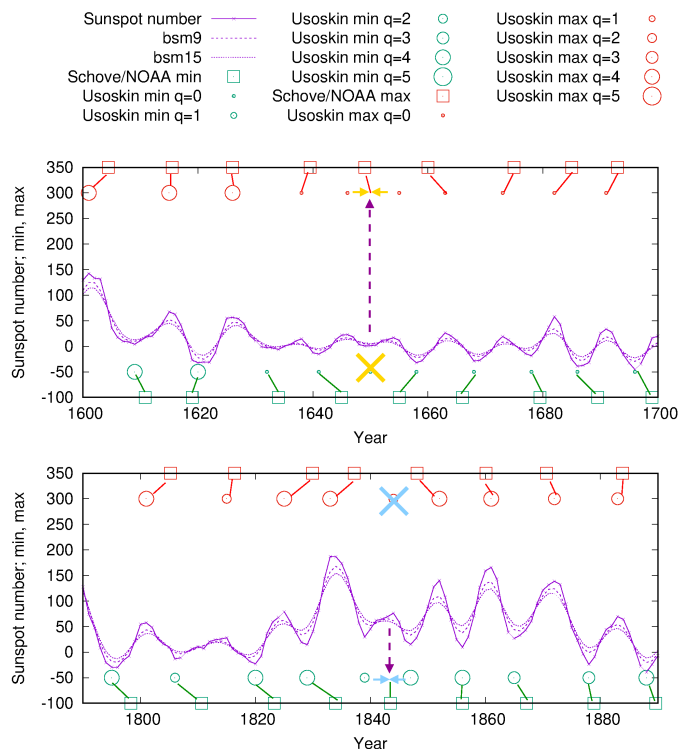 Sunspot number
bsm9
bsm15
Schove/NOAA min
Usoskin min q=0
Usoskin min q=1
Usoskin min q=2
Usoskin min q=3
Usoskin min q=4
Usoskin min q=5
Schove/NOAA max
Usoskin max q=0
Usoskin max q=1
Usoskin max q=2
Usoskin max q=3
Usoskin max q=4
Usoskin max q=5
Sunspot number; min, max
350
300
250
200
150
100
50
0
-50
-100
1600 1620 1640 1660 1680 1700
Year
Sunspot number; min, max
350
300
250
200
150
100
50
0
-50
-100
1800 1820 1840 1860 1880
Year